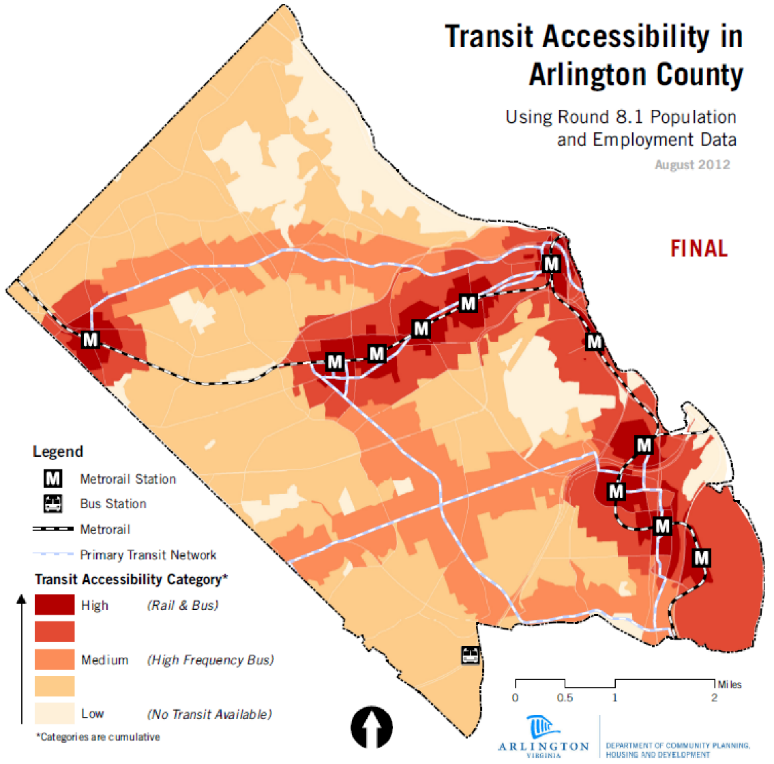 Transit Accessibility in
Arlington County
Using Round 8.1 Population
and Employment Data
August 2012
FINAL
M
M
M
M
M
M
M
M
M
M
M
Legend
M Metrorail Station
Bus Station
Metrorail
Primary Transit Network
Transit Accessibility Category*
High (Rail & Bus)
Medium (High Frequency Bus)
Low (No Transit Available)
*Categories are cumulative
Miles
0 0.5 1 2
ARLINGTON
VIRGINIA
DEPARTMENT OF COMMUNITY PLANNING,
HOUSING AND DEVELOPMENT